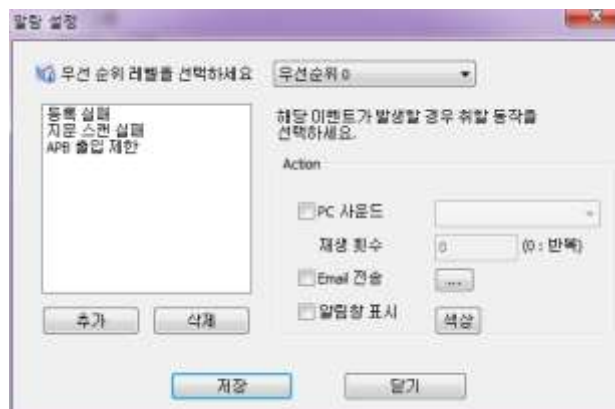 알람 설정
우선 순위 레벨을 선택하세요
우선순위 0
등록 실패
지문 스캔 실패
APB 출입 제한
해당 이벤트가 발생할 경우 취할 동작을
선택하세요.
Action
PC 사운드
재생 횟수 0 (0 : 반복)
Email 전송 ...
알림창 표시 색상
추가 삭제
저장 닫기